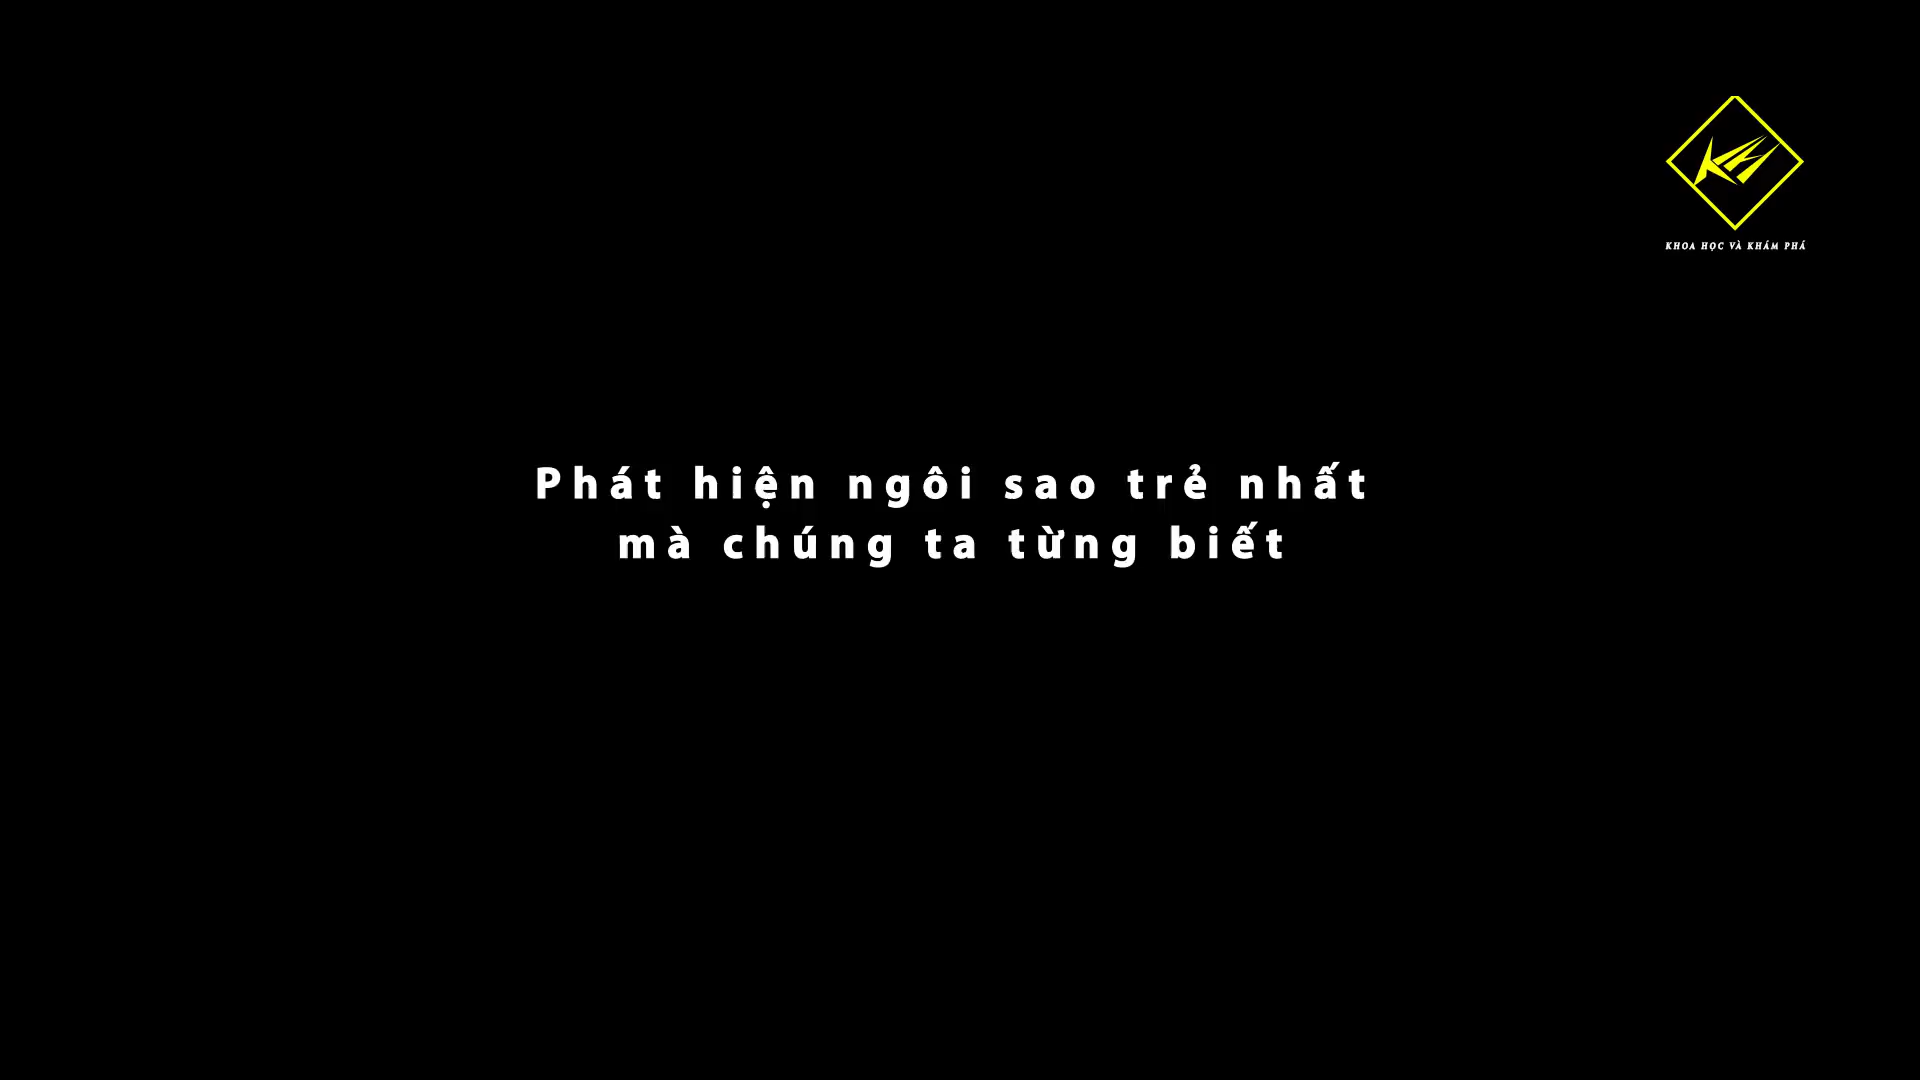 KHOA HỌC VÀ KHÁM PHÁ
Phát hiện ngôi sao trẻ nhất
mà chúng ta từng biết